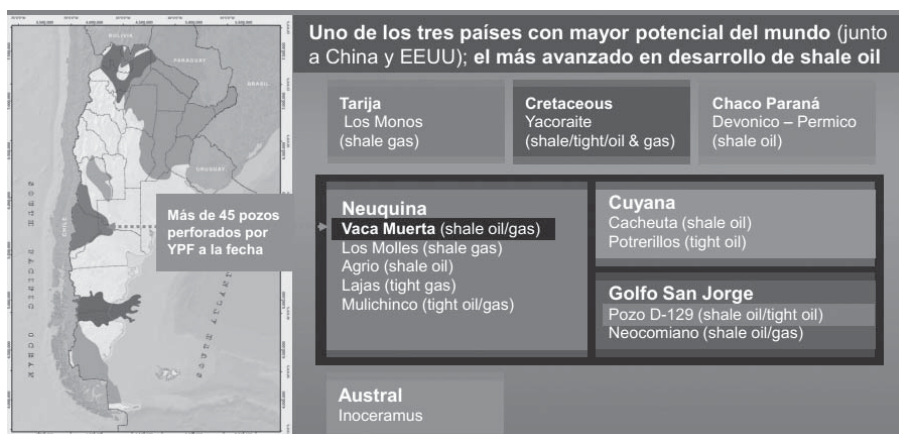 BOLIVIA
PARAGUAY
BRASIL
URUGUAY
CHILE
SOUTH PACIFIC OCEAN
Más de 45 pozos
perforados por
YPF a la fecha
Uno de los tres países con mayor potencial del mundo (junto
a China y EEUU); el más avanzado en desarrollo de shale oil
Tarija
Los Monos
(shale gas)
Cretaceous
Yacoraite
(shale/tight/oil & gas)
Chaco Paraná
Devonico – Permico
(shale oil)
Neuquina
Vaca Muerta (shale oil/gas)
Los Molles (shale gas)
Agrio (shale oil)
Lajas (tight gas)
Mulichinco (tight oil/gas)
Cuyana
Cacheuta (shale oil)
Potrerillos (tight oil)
Golfo San Jorge
Pozo D-129 (shale oil/tight oil)
Neocomiano (shale oil/gas)
Austral
Inoceramus